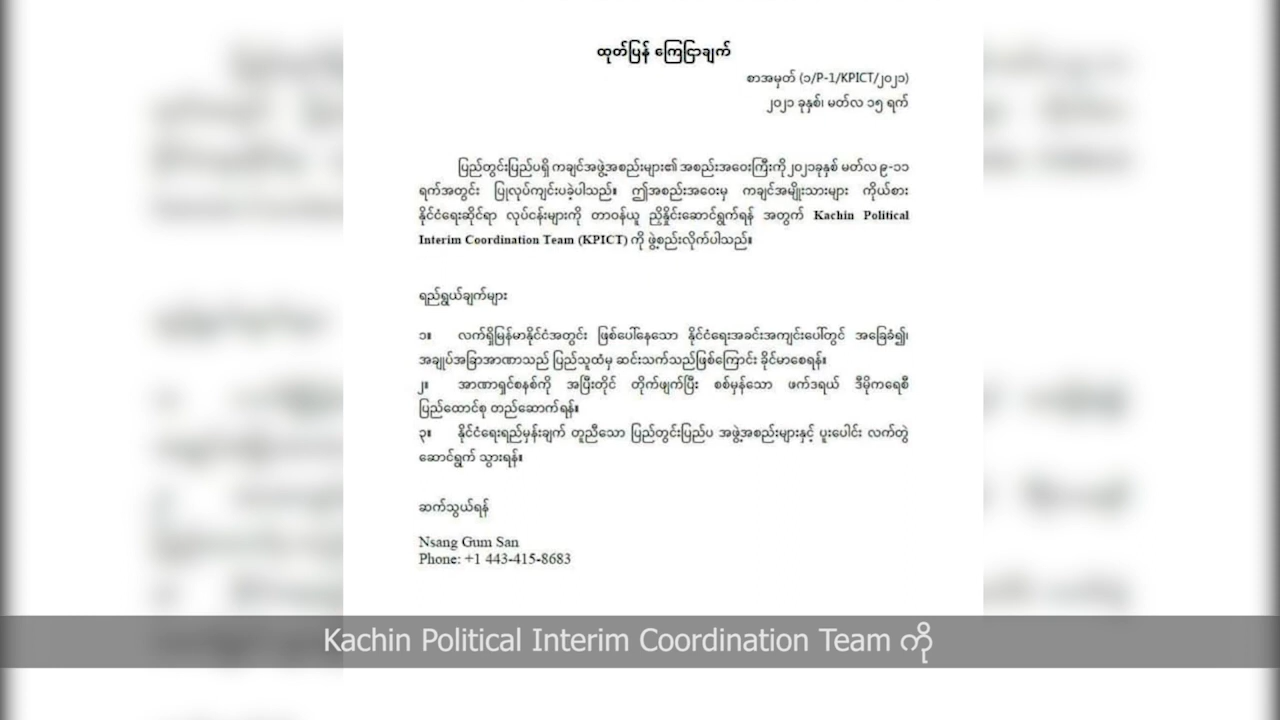 ထုတ်ပြန် ကြေငြာချက်
စာအမှတ် (၁/P-1/KPICT/၂၀၂၁)
၂၀၂၁ ခုနှစ်၊ မတ်လ ၁၅ ရက်
ပြည်တွင်းပြည်ပရှိ ကချင်အဖွဲ့အစည်းများ၏ အစည်းအဝေးကြီးကို၂၀၂၁ခုနှစ် မတ်လ ၉-၁၁
ရက်အတွင်း ပြုလုပ်ကျင်းပခဲ့ပါသည်။ ဤအစည်းအဝေးမှ ကချင်အမျိုးသားများ ကိုယ်စား
နိုင်ငံရေးဆိုင်ရာ လုပ်ငန်းများကို တာဝန်ယူ ညှိနှိုင်းဆောင်ရွက်ရန် အတွက် Kachin Political
Interim Coordination Team (KPICT) ကို ဖွဲ့စည်းလိုက်ပါသည်။
ရည်ရွယ်ချက်များ
၁။ လက်ရှိမြန်မာနိုင်ငံအတွင်း ဖြစ်ပေါ်နေသော နိုင်ငံရေးအခင်းအကျင်းပေါ်တွင် အခြေခံ၍၊
အချုပ်အခြာအာဏာသည် ပြည်သူထံမှ ဆင်းသက်သည်ဖြစ်ကြောင်း ခိုင်မာစေရန်။
၂။ အာဏာရှင်စနစ်ကို အပြီးတိုင် တိုက်ဖျက်ပြီး စစ်မှန်သော ဖက်ဒရယ် ဒီမိုကရေစီ
ပြည်ထောင်စု တည်ဆောက်ရန်။
၃။ နိုင်ငံရေးရည်မှန်းချက် တူညီသော ပြည်တွင်းပြည်ပ အဖွဲ့အစည်းများနှင့် ပူးပေါင်း လက်တွဲ
ဆောင်ရွက် သွားရန်။
ဆက်သွယ်ရန်
Nsang Gum San
Phone: +1 443-415-8683
Kachin Political Interim Coordination Team ကို